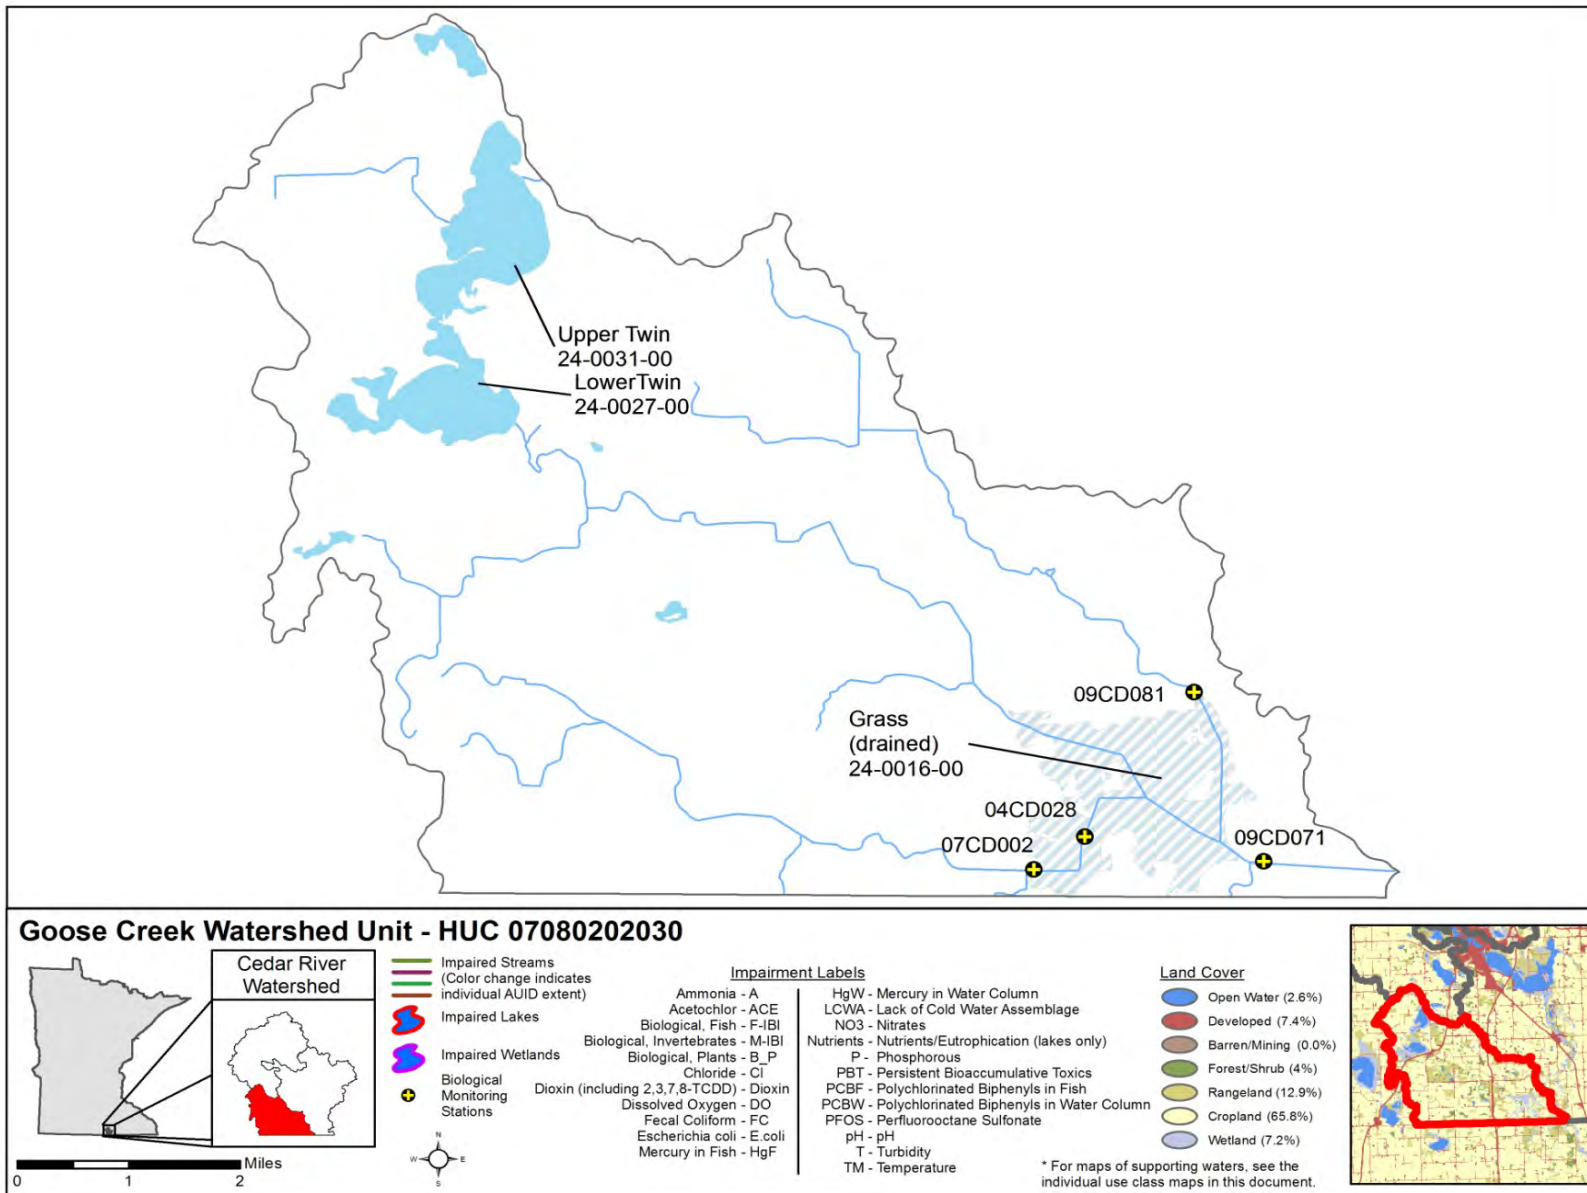 Upper Twin
24-0031-00
LowerTwin
24-0027-00
09CD081
Grass
(drained)
24-0016-00
04CD028
07CD002
09CD071
Goose Creek Watershed Unit - HUC 07080202030
Cedar River
Watershed
Impaired Streams
(Color change indicates
individual AUID extent)
Impaired Lakes
Impaired Wetlands
Biological
Monitoring
Stations
N
W
E
S
0
1
2
Miles
Impairment Labels
Ammonia - A
Acetochlor - ACE
Biological, Fish - F-IBI
Biological, Invertebrates - M-IBI
Biological, Plants - B_P
Chloride - Cl
Dioxin (including 2,3,7,8-TCDD) - Dioxin
Dissolved Oxygen - DO
Fecal Coliform - FC
Escherichia coli - E.coli
Mercury in Fish - HgF
HgW - Mercury in Water Column
LCWA - Lack of Cold Water Assemblage
NO3 - Nitrates
Nutrients - Nutrients/Eutrophication (lakes only)
P - Phosphorous
PBT - Persistent Bioaccumulative Toxics
PCBF - Polychlorinated Biphenyls in Fish
PCBW - Polychlorinated Biphenyls in Water Column
PFOS - Perfluorooctane Sulfonate
pH - pH
T - Turbidity
TM - Temperature
Land Cover
Open Water (2.6%)
Developed (7.4%)
Barren/Mining (0.0%)
Forest/Shrub (4%)
Rangeland (12.9%)
Cropland (65.8%)
Wetland (7.2%)
* For maps of supporting waters, see the
individual use class maps in this document.